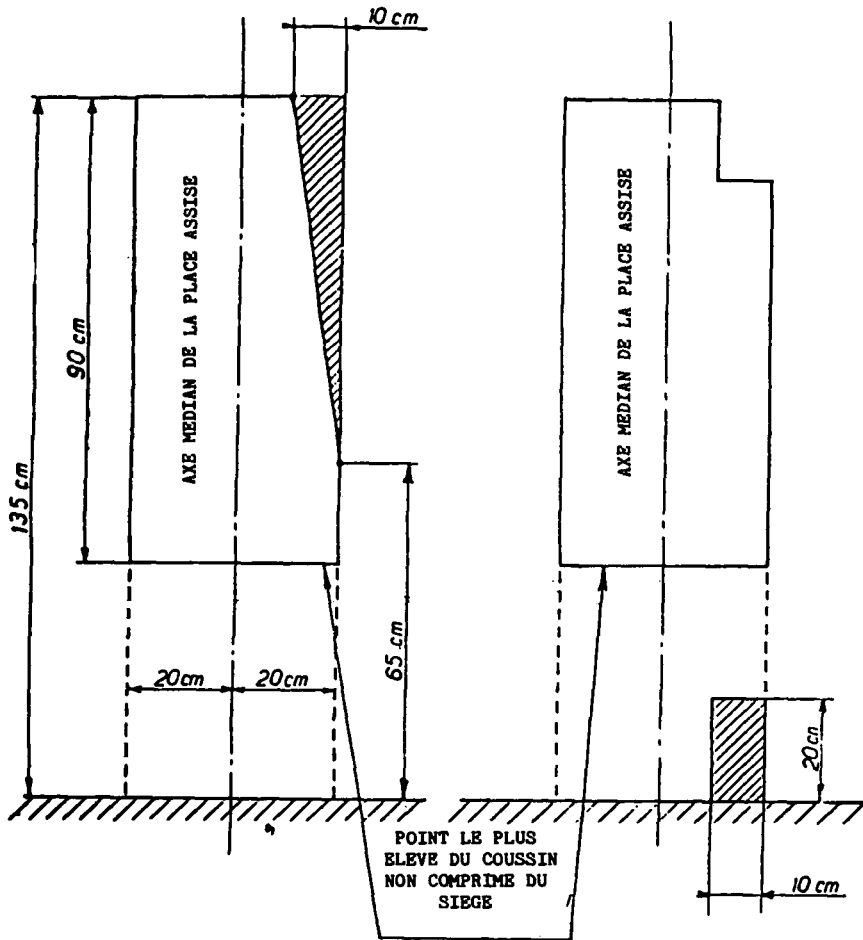 10 cm
AXE MEDIAN DE LA PLACE ASSISE
AXE MEDIAN DE LA PLACE ASSISE
90 cm
135 cm
65 cm
20 cm
20 cm
20 cn
POINT LE PLUS
ELEVE DU COUSSIN
NON COMPRIME DU
SIEGE
10 cm